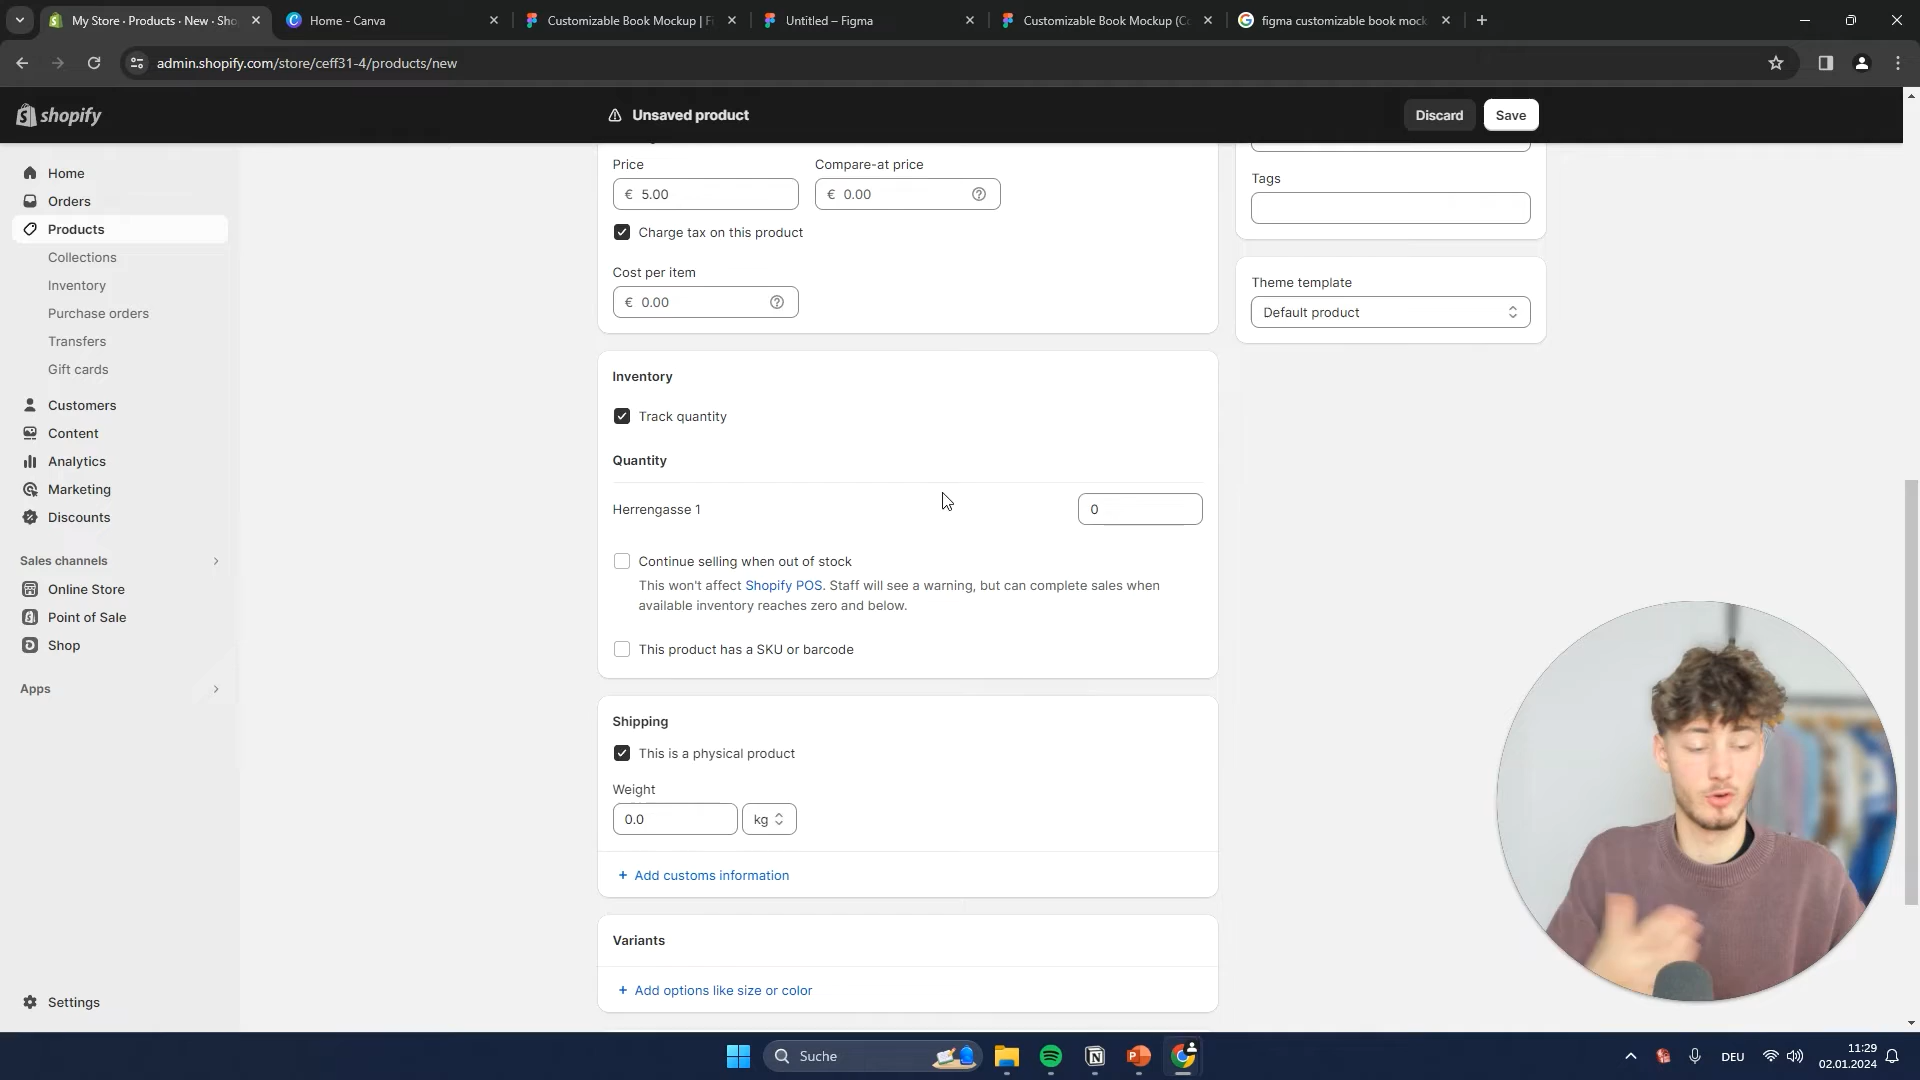 My Store · Products · New · Sho
Home - Canva
Customizable Book Mockup | Fi
Untitled – Figma
Customizable Book Mockup (Co
figma customizable book mock
admin.shopify.com/store/ceff31-4/products/new
shopify
Unsaved product
Discard
Save
Home
Orders
Products
Collections
Inventory
Purchase orders
Transfers
Gift cards
Customers
Content
Analytics
Marketing
Discounts
Sales channels
Online Store
Point of Sale
Shop
Apps
Settings
Price
Compare-at price
€ 5.00
€ 0.00
Charge tax on this product
Cost per item
€ 0.00
Inventory
Track quantity
Quantity
Herrengasse 1
0
Continue selling when out of stock
This won't affect Shopify POS. Staff will see a warning, but can complete sales when
available inventory reaches zero and below.
This product has a SKU or barcode
Shipping
This is a physical product
Weight
0.0
kg
+ Add customs information
Variants
+ Add options like size or color
Tags
Theme template
Default product
Suche
DEU
11:29
02.01.2024